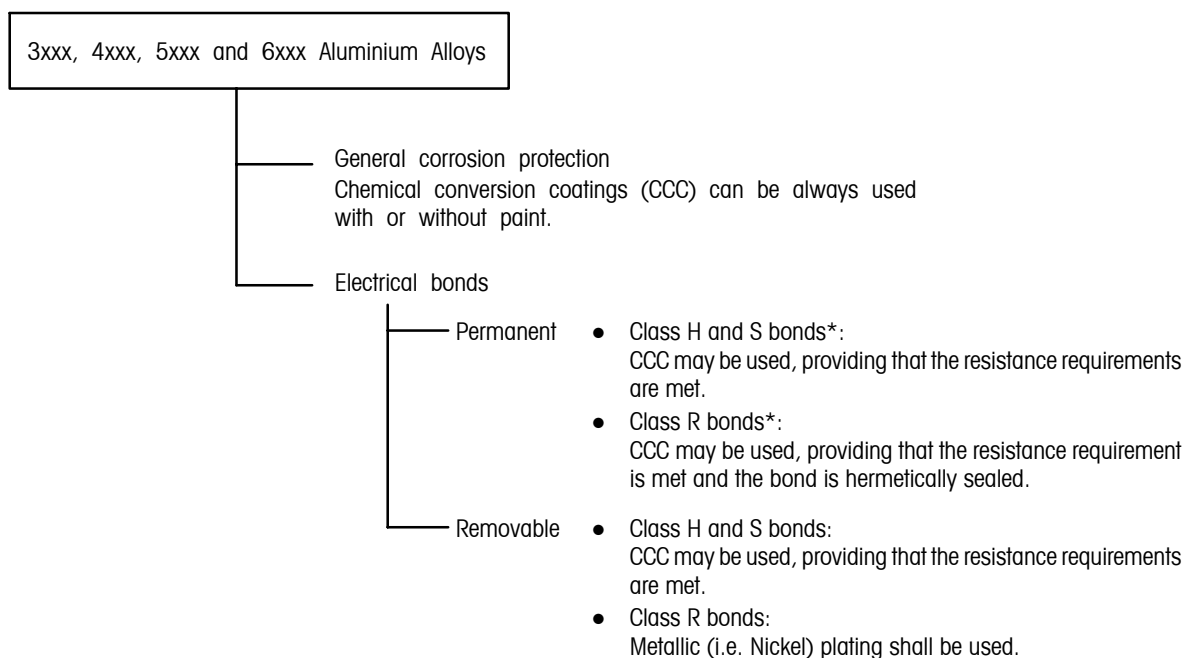 3xxx, 4xxx, 5xxx and 6xxx Aluminium Alloys
General corrosion protection
Chemical conversion coatings (CCC) can be always used
with or without paint.
Electrical bonds
Permanent ● Class H and S bonds*:
CCC may be used, providing that the resistance requirements
are met.
● Class R bonds*:
CCC may be used, providing that the resistance requirement
is met and the bond is hermetically sealed.
Removable ● Class H and S bonds:
CCC may be used, providing that the resistance requirements
are met.
● Class R bonds:
Metallic (i.e. Nickel) plating shall be used.